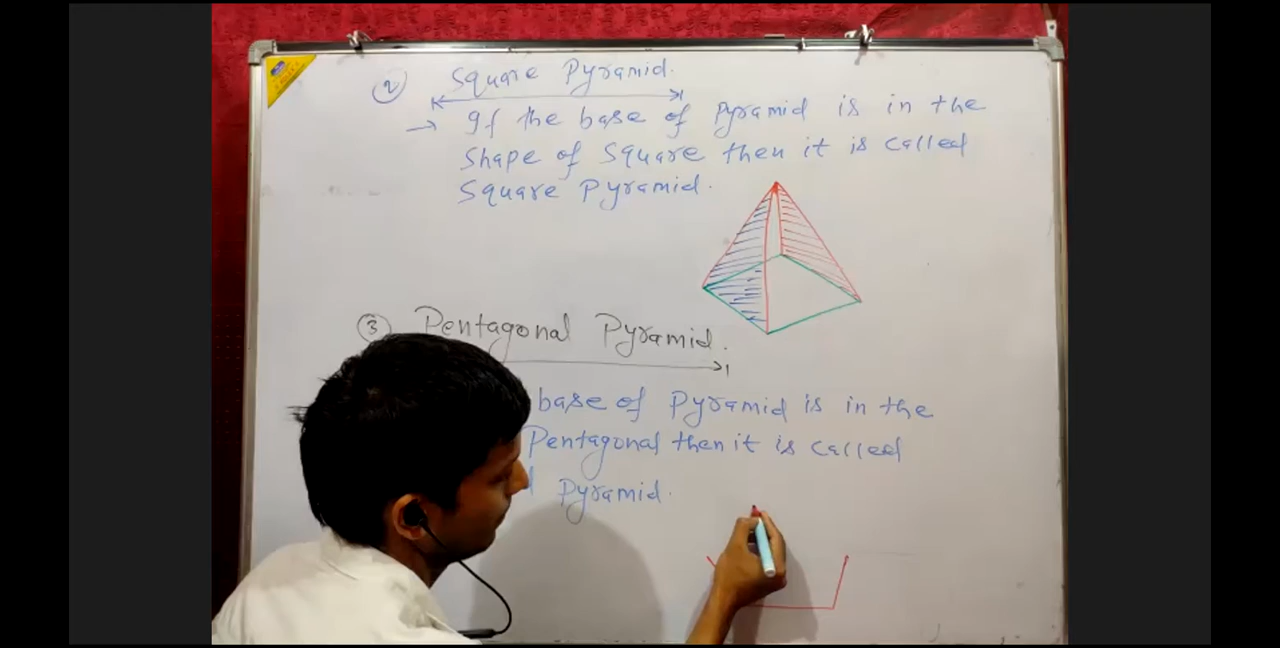 2 Square Pyramid.
→ If the base of Pyramid is in the
Shape of Square then it is called
Square Pyramid.
3 Pentagonal Pyramid.
base of Pyramid is in the
Pentagonal then it is called
Pyramid.